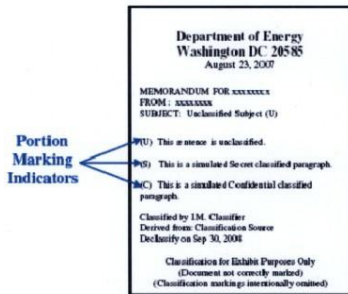 Department of Energy
Washington DC 20585
August 23, 2007
MEMORANDUM FOR xxxxxxxx
FROM: xxxxxxxx
SUBJECT: Unclassified Subject (U)
Portion
Marking
Indicators
(U) This sentence is unclassified.
(S) This is a simulated Secret classified paragraph.
(C) This is a simulated Confidential classified
paragraph.
Classified by I.M. Classifier
Derived from: Classification Source
Declassify on Sep 30, 2008
Classification for Exhibit Purposes Only
(Document not correctly marked)
(Classification markings intentionally omitted)